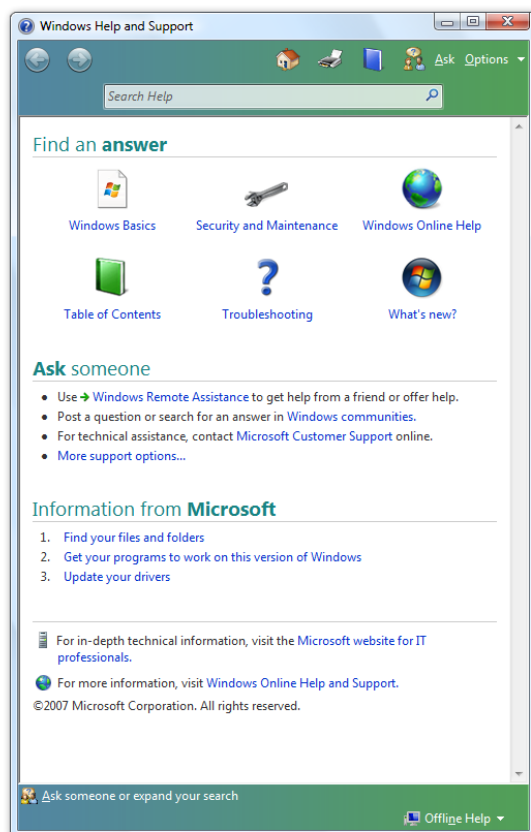 Windows Help and Support
Ask Options
Search Help
Find an answer
Windows Basics Security and Maintenance Windows Online Help
Table of Contents Troubleshooting What's new?
Ask someone
Use Windows Remote Assistance to get help from a friend or offer help.
Post a question or search for an answer in Windows communities.
For technical assistance, contact Microsoft Customer Support online.
More support options...
Information from Microsoft
1. Find your files and folders
2. Get your programs to work on this version of Windows
3. Update your drivers
For in-depth technical information, visit the Microsoft website for IT
professionals.
For more information, visit Windows Online Help and Support.
©2007 Microsoft Corporation. All rights reserved.
Ask someone or expand your search
Offline Help